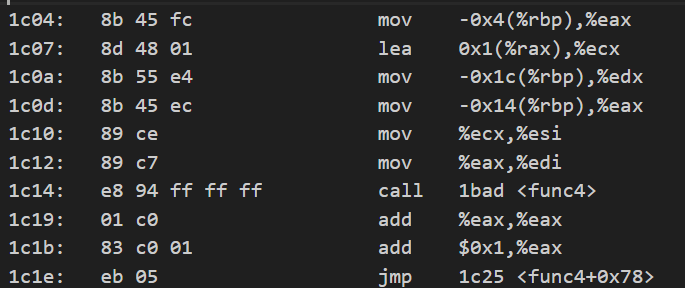 1c04: 8b 45 fc mov -0x4(%rbp),%eax
1c07: 8d 48 01 lea 0x1(%rax),%ecx
1c0a: 8b 55 e4 mov -0x1c(%rbp),%edx
1c0d: 8b 45 ec mov -0x14(%rbp),%eax
1c10: 89 ce mov %ecx,%esi
1c12: 89 c7 mov %eax,%edi
1c14: e8 94 ff ff ff call 1bad <func4>
1c19: 01 c0 add %eax,%eax
1c1b: 83 c0 01 add $0x1,%eax
1c1e: eb 05 jmp 1c25 <func4+0x78>